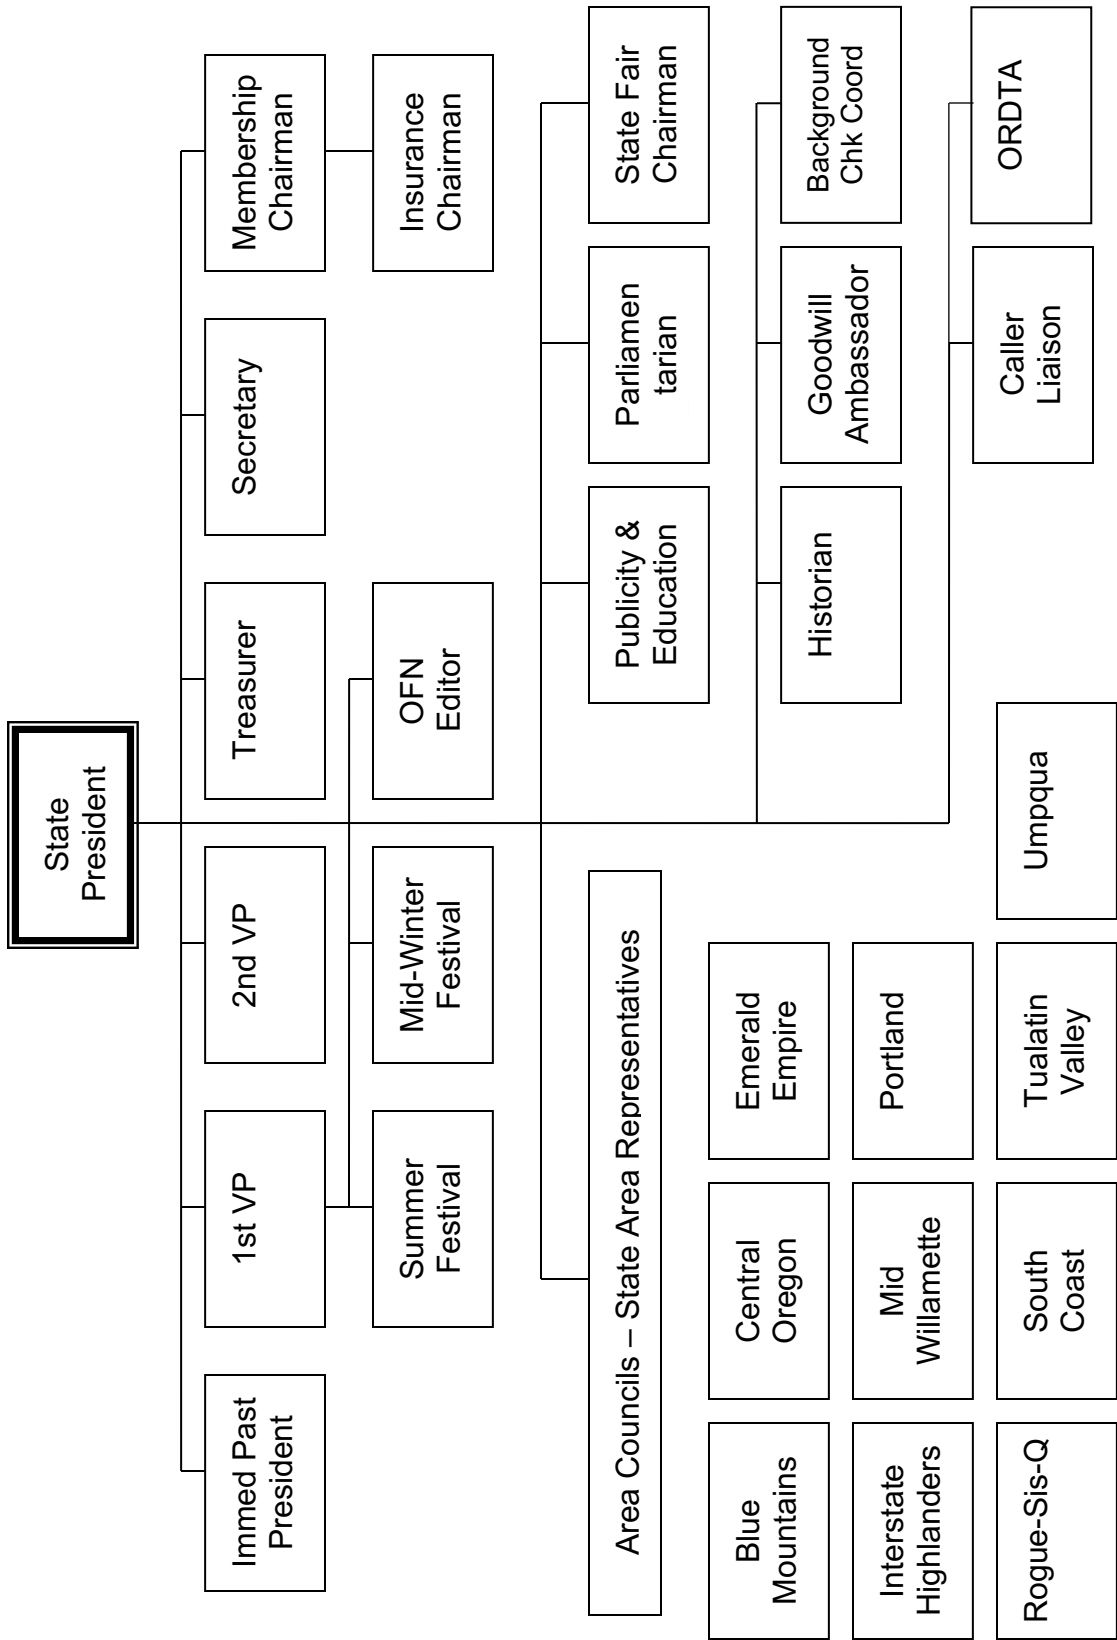 State
President
Immed Past
President
1st VP
2nd VP
Treasurer
Secretary
Membership
Chairman
Summer
Festival
Mid-Winter
Festival
OFN
Editor
Insurance
Chairman
Area Councils – State Area Representatives
Publicity &
Education
Parliamen
tarian
State Fair
Chairman
Blue
Mountains
Central
Oregon
Emerald
Empire
Historian
Goodwill
Ambassador
Background
Chk Coord
Interstate
Highlanders
Mid
Willamette
Portland
Rogue-Sis-Q
South
Coast
Tualatin
Valley
Umpqua
Caller
Liaison
ORDTA